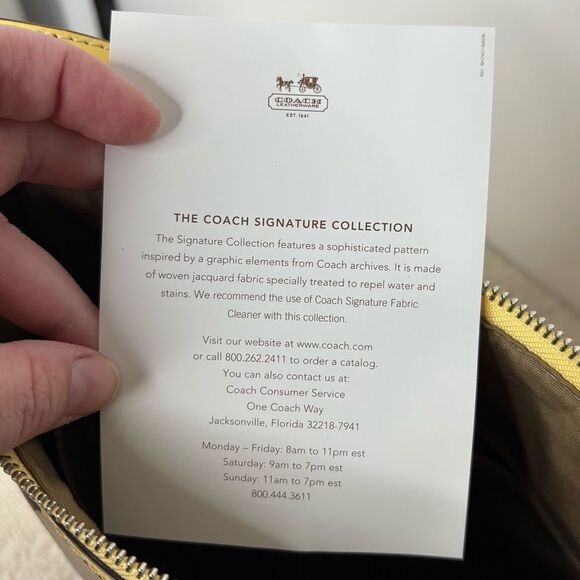 COACH
LEATHERWARE
EST. 1941
THE COACH SIGNATURE COLLECTION
The Signature Collection features a sophisticated pattern
inspired by a graphic elements from Coach archives. It is made
of woven jacquard fabric specially treated to repel water and
stains. We recommend the use of Coach Signature Fabric
Cleaner with this collection.
Visit our website at www.coach.com
or call 800.262.2411 to order a catalog.
You can also contact us at:
Coach Consumer Service
One Coach Way
Jacksonville, Florida 32218-7941
Monday – Friday: 8am to 11pm est
Saturday: 9am to 7pm est
Sunday: 11am to 7pm est
800.444.3611